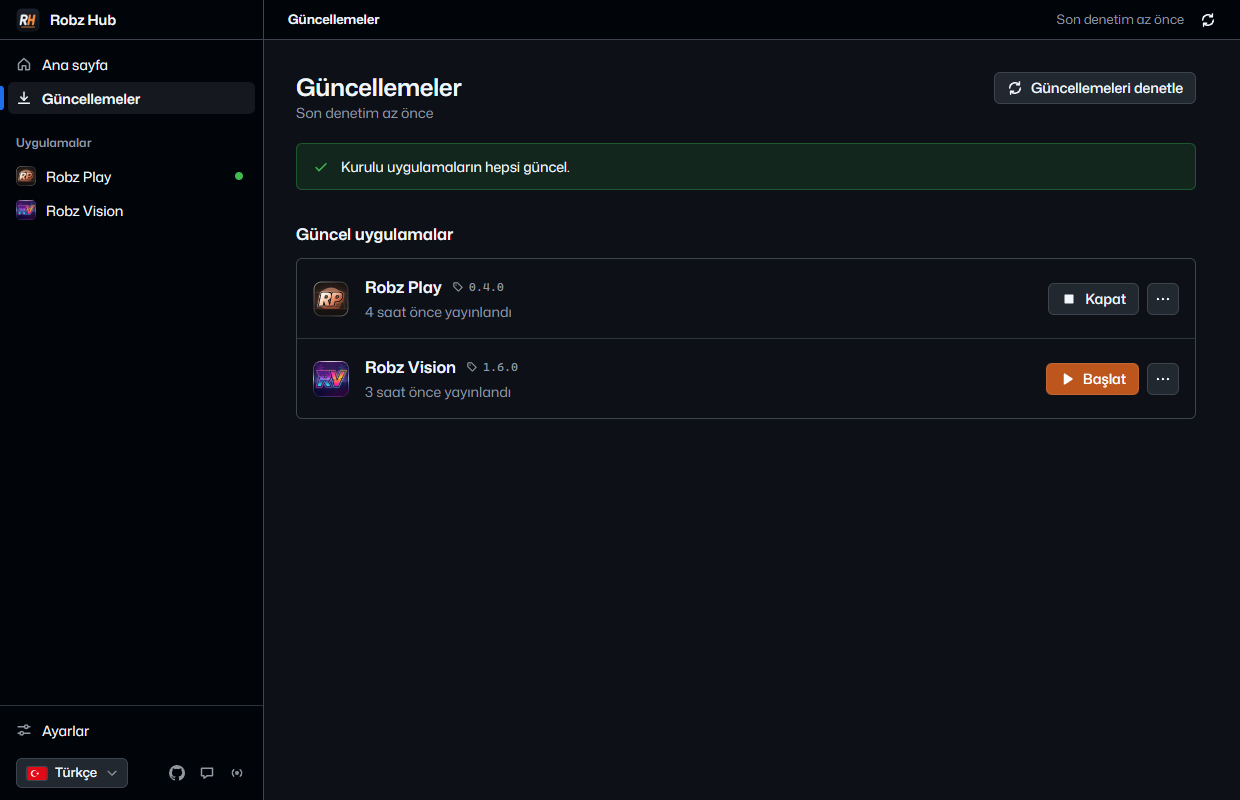 RH Robz Hub
Güncellemeler
Son denetim az önce
Ana sayfa
Güncellemeler
Uygulamalar
RP Robz Play
RV Robz Vision
Güncellemeler
Son denetim az önce
Güncellemeleri denetle
Kurulu uygulamaların hepsi güncel.
Güncel uygulamalar
RP
Robz Play 0.4.0
4 saat önce yayınlandı
Kapat
RV
Robz Vision 1.6.0
3 saat önce yayınlandı
Başlat
Ayarlar
Türkçe